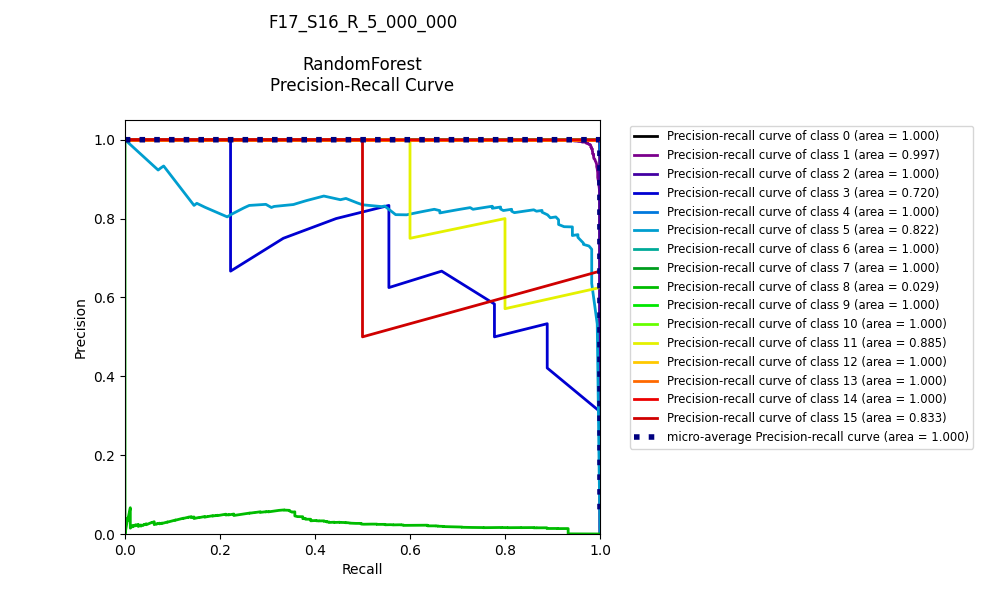 F17_S16_R_5_000_000
RandomForest
Precision-Recall Curve
1.0
0.8
0.6
0.4
0.2
0.0
Precision
0.0 0.2 0.4 0.6 0.8 1.0
Recall
Precision-recall curve of class 0 (area = 1.000)
Precision-recall curve of class 1 (area = 0.997)
Precision-recall curve of class 2 (area = 1.000)
Precision-recall curve of class 3 (area = 0.720)
Precision-recall curve of class 4 (area = 1.000)
Precision-recall curve of class 5 (area = 0.822)
Precision-recall curve of class 6 (area = 1.000)
Precision-recall curve of class 7 (area = 1.000)
Precision-recall curve of class 8 (area = 0.029)
Precision-recall curve of class 9 (area = 1.000)
Precision-recall curve of class 10 (area = 1.000)
Precision-recall curve of class 11 (area = 0.885)
Precision-recall curve of class 12 (area = 1.000)
Precision-recall curve of class 13 (area = 1.000)
Precision-recall curve of class 14 (area = 1.000)
Precision-recall curve of class 15 (area = 0.833)
micro-average Precision-recall curve (area = 1.000)